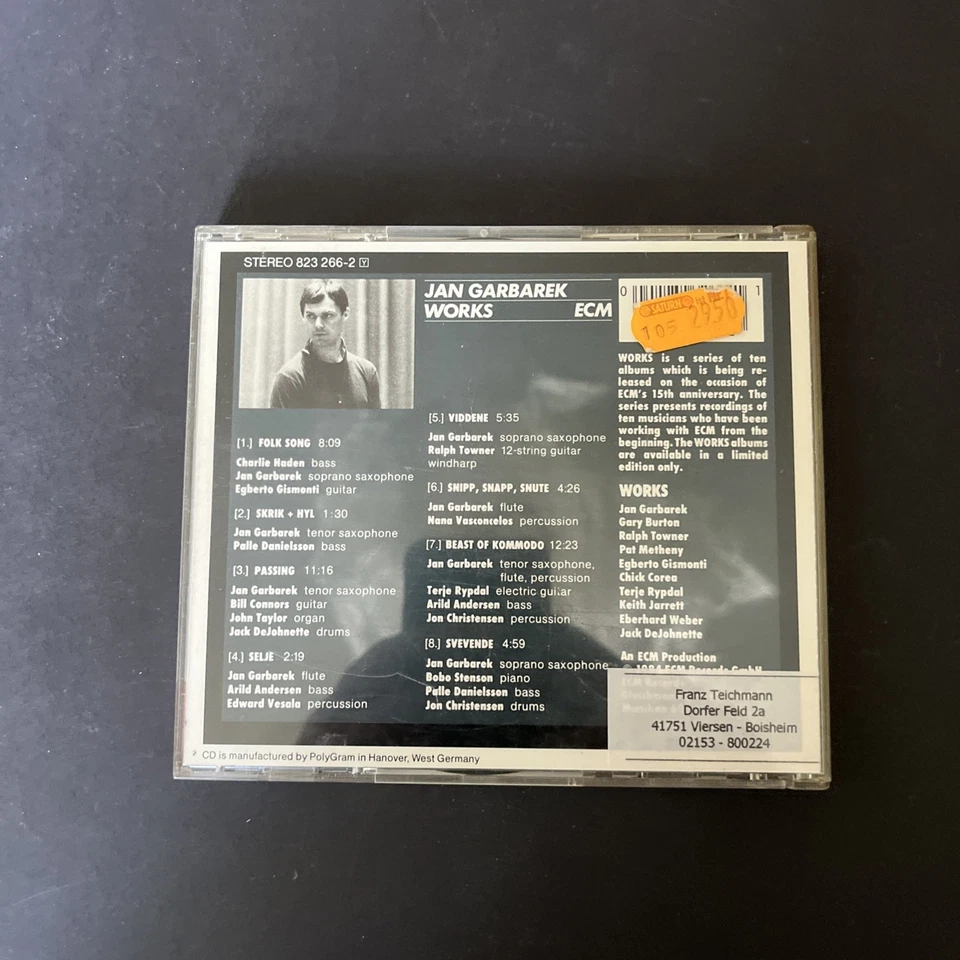 STEREO 823 266-2 Y
JAN GARBAREK
WORKS ECM
[1.] FOLK SONG 8:09
Charlie Haden bass
Jan Garbarek soprano saxophone
Egberto Gismonti guitar
[2.] SKRIK + HYL 1:30
Jan Garbarek tenor saxophone
Palle Danielsson bass
[3.] PASSING 11:16
Jan Garbarek tenor saxophone
Bill Connors guitar
John Taylor organ
Jack DeJohnette drums
[4.] SELJE 2:19
Jan Garbarek flute
Arild Andersen bass
Edward Vesala percussion
[5.] VIDDENE 5:35
Jan Garbarek soprano saxophone
Ralph Towner 12-string guitar
windharp
[6.] SNIPP, SNAPP, SNUTE 4:26
Jan Garbarek flute
Nana Vasconcelos percussion
[7.] BEAST OF KOMMODO 12:23
Jan Garbarek tenor saxophone,
flute, percussion
Terje Rypdal electric guitar
Arild Andersen bass
Jon Christensen percussion
[8.] SVEVENDE 4:59
Jan Garbarek soprano saxophone
Bobo Stenson piano
Palle Danielsson bass
Jon Christensen drums
0 1
SATURN
105 2950
WORKS is a series of ten
albums which is being re-
leased on the occasion of
ECM's 15th anniversary. The
series presents recordings of
ten musicians who have been
working with ECM from the
beginning. The WORKS albums
are available in a limited
edition only.
WORKS
Jan Garbarek
Gary Burton
Ralph Towner
Pat Metheny
Egberto Gismonti
Chick Corea
Terje Rypdal
Keith Jarrett
Eberhard Weber
Jack DeJohnette
An ECM Production
© 1984 ECM Records GmbH
ECM Records
Franz Teichmann
Dorfer Feld 2a
41751 Viersen - Boisheim
02153 - 800224
CD is manufactured by PolyGram in Hanover, West Germany